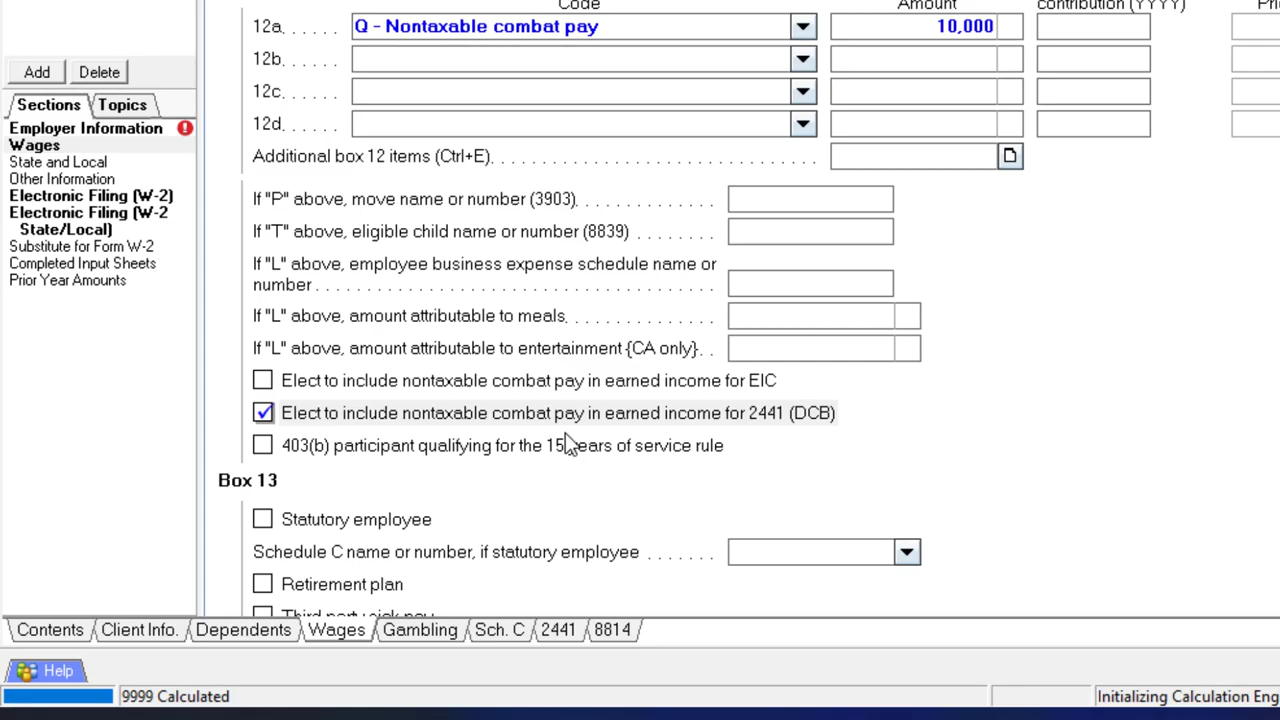 Code Amount contribution (YYYY)
12a. . . . . . Q - Nontaxable combat pay 10,000
12b. . . . . .
12c. . . . . .
12d. . . . . .
Additional box 12 items (Ctrl+E)
If "P" above, move name or number (3903)
If "T" above, eligible child name or number (8839)
If "L" above, employee business expense schedule name or
number
If "L" above, amount attributable to meals
If "L" above, amount attributable to entertainment {CA only}
Elect to include nontaxable combat pay in earned income for EIC
Elect to include nontaxable combat pay in earned income for 2441 (DCB)
403(b) participant qualifying for the 15 years of service rule
Box 13
Statutory employee
Schedule C name or number, if statutory employee
Retirement plan
Third party sick pay
Add Delete
Sections Topics
Employer Information
Wages
State and Local
Other Information
Electronic Filing (W-2)
Electronic Filing (W-2
State/Local)
Substitute for Form W-2
Completed Input Sheets
Prior Year Amounts
Contents Client Info. Dependents Wages Gambling Sch. C 2441 8814
Help
9999 Calculated Initializing Calculation Eng